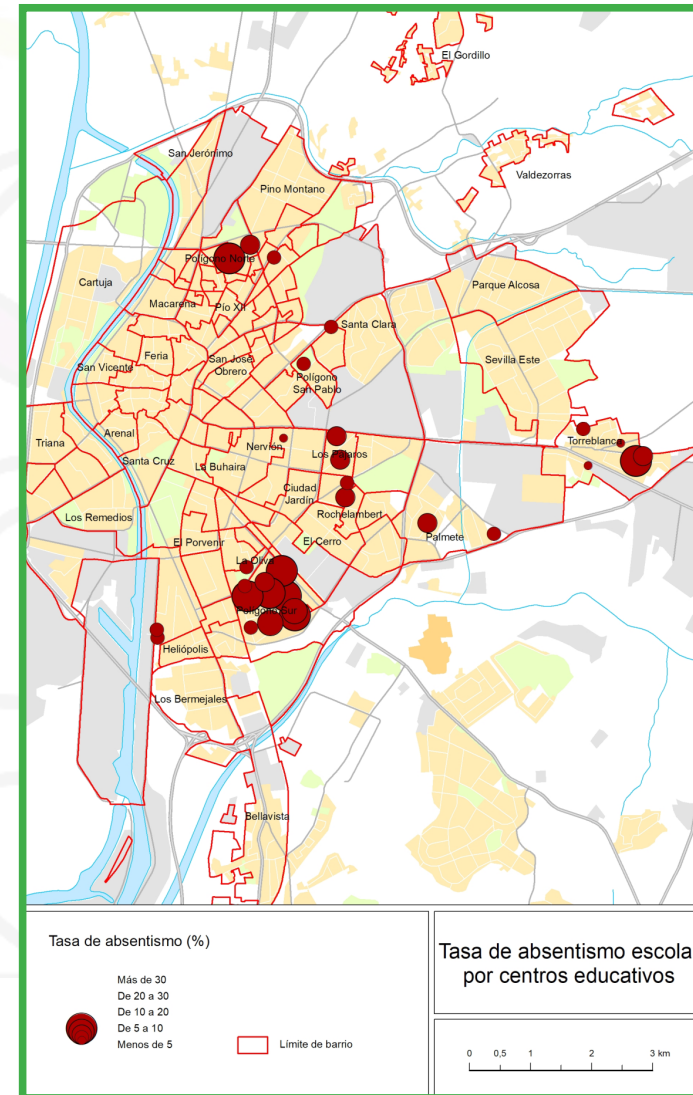 El Gordillo
San Jerónimo
Valdezorras
Pino Montano
Polígono Norte
Cartuja
Parque Alcosa
Macarena
Pío XII
Santa Clara
Feria
San José
Obrero
Sevilla Este
San Vicente
Polígono
San Pablo
Arenal
Triana
Nervión
Torreblanca
Los Pájaros
Santa Cruz
La Buhaira
Ciudad
Jardín
Los Remedios
Rochelambert
El Porvenir
El Cerro
Palmete
La Oliva
Polígono Sur
Heliópolis
Los Bermejales
Bellavista
Tasa de absentismo (%)
Más de 30
De 20 a 30
De 10 a 20
De 5 a 10
Menos de 5
Límite de barrio
Tasa de absentismo escola
por centros educativos
0 0,5 1 2 3 km